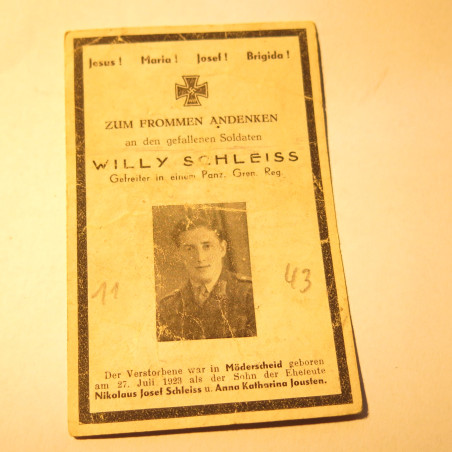 Jesus! Maria! Josef! Brigida!
ZUM FROMMEN ANDENKEN
an den gefallenen Soldaten
WILLY SCHLEISS
Gefreiter in einem Panz. Gren. Reg.
11 43
Der Verstorbene war in Möderscheid geboren
am 27. Juli 1923 als der Sohn der Eheleute
Nikolaus Josef Schleiss u. Anna Katharina Jousten.